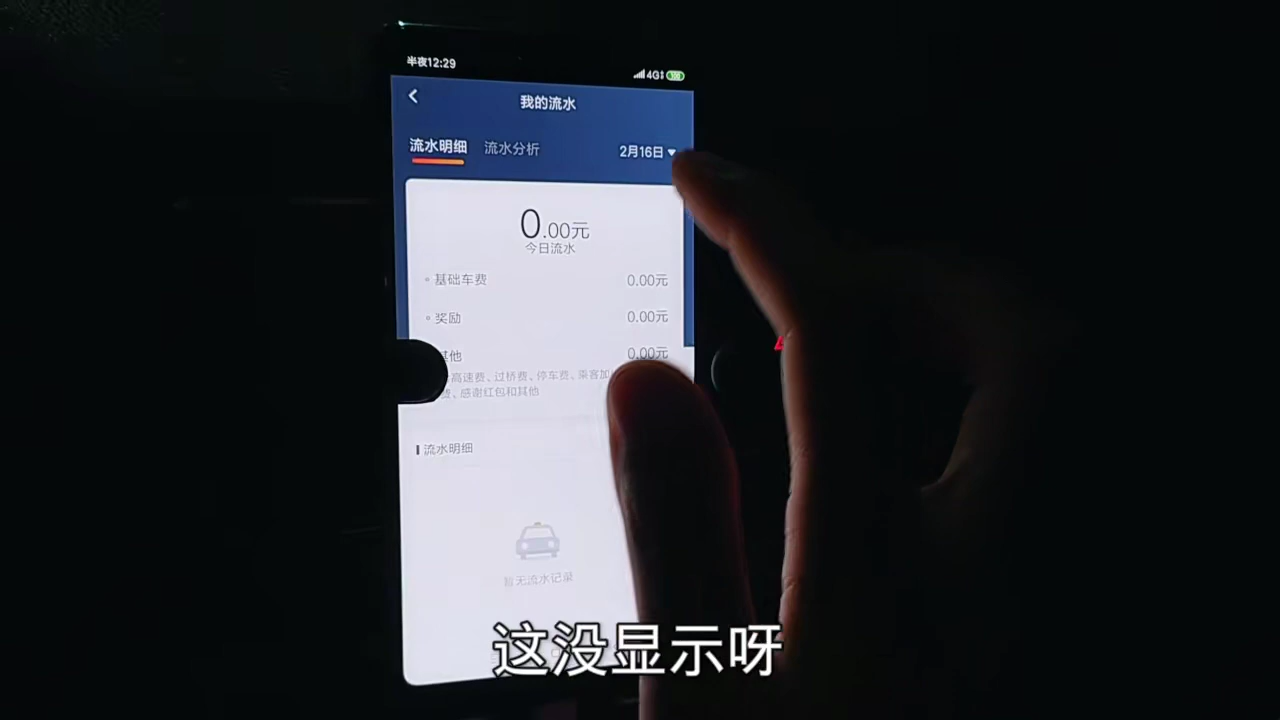 半夜12:29
4G
100
我的流水
流水明细 流水分析 2月16日
0.00元
今日流水
基础车费 0.00元
奖励 0.00元
其他 0.00元
高速费、过桥费、停车费、乘客加
费、感谢红包和其他
流水明细
暂无流水记录
这没显示呀